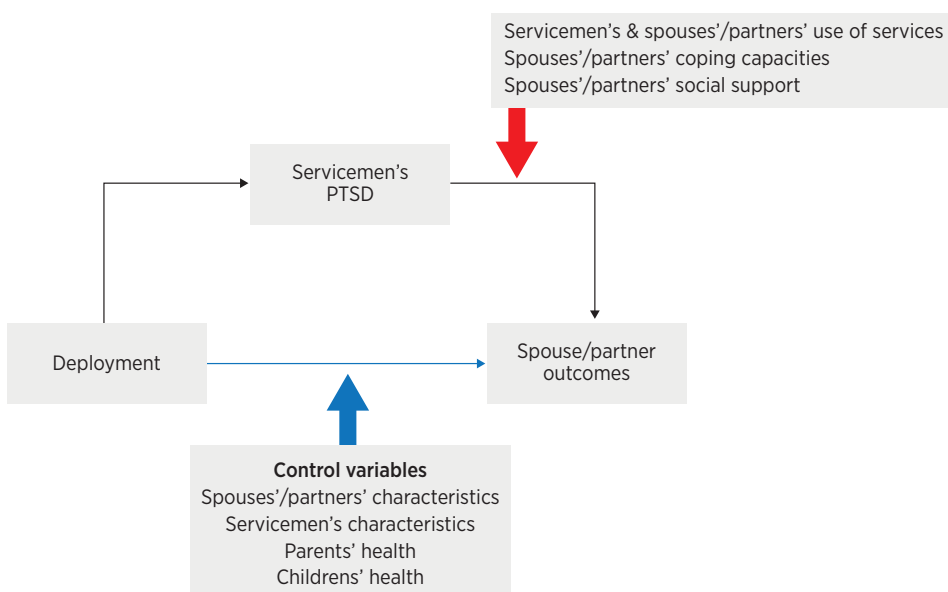 Servicemen's & spouses'/partners' use of services
Spouses'/partners' coping capacities
Spouses'/partners' social support
Servicemen's
PTSD
Deployment
Spouse/partner
outcomes
Control variables
Spouses'/partners' characteristics
Servicemen's characteristics
Parents' health
Childrens' health